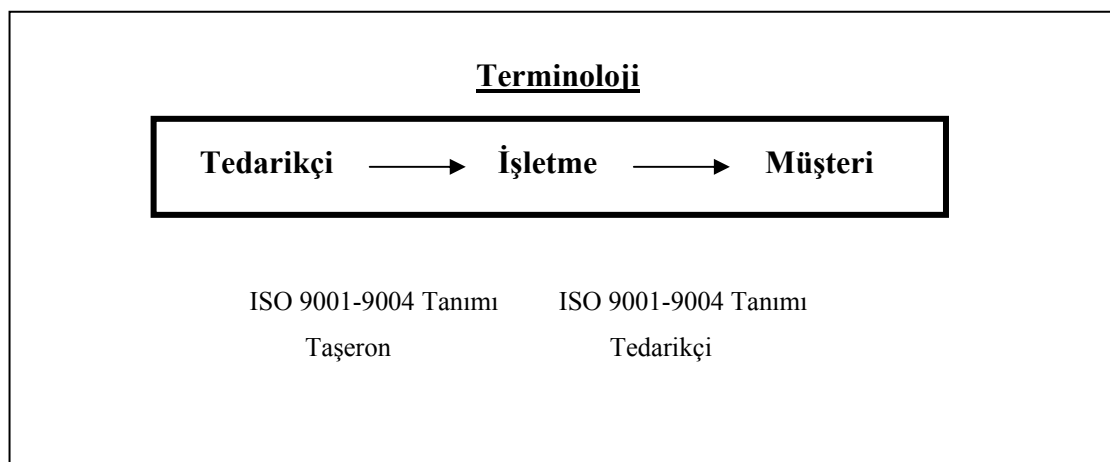 Terminoloji
Tedarikçi İşletme Müşteri
ISO 9001-9004 Tanımı ISO 9001-9004 Tanımı
Taşeron Tedarikçi